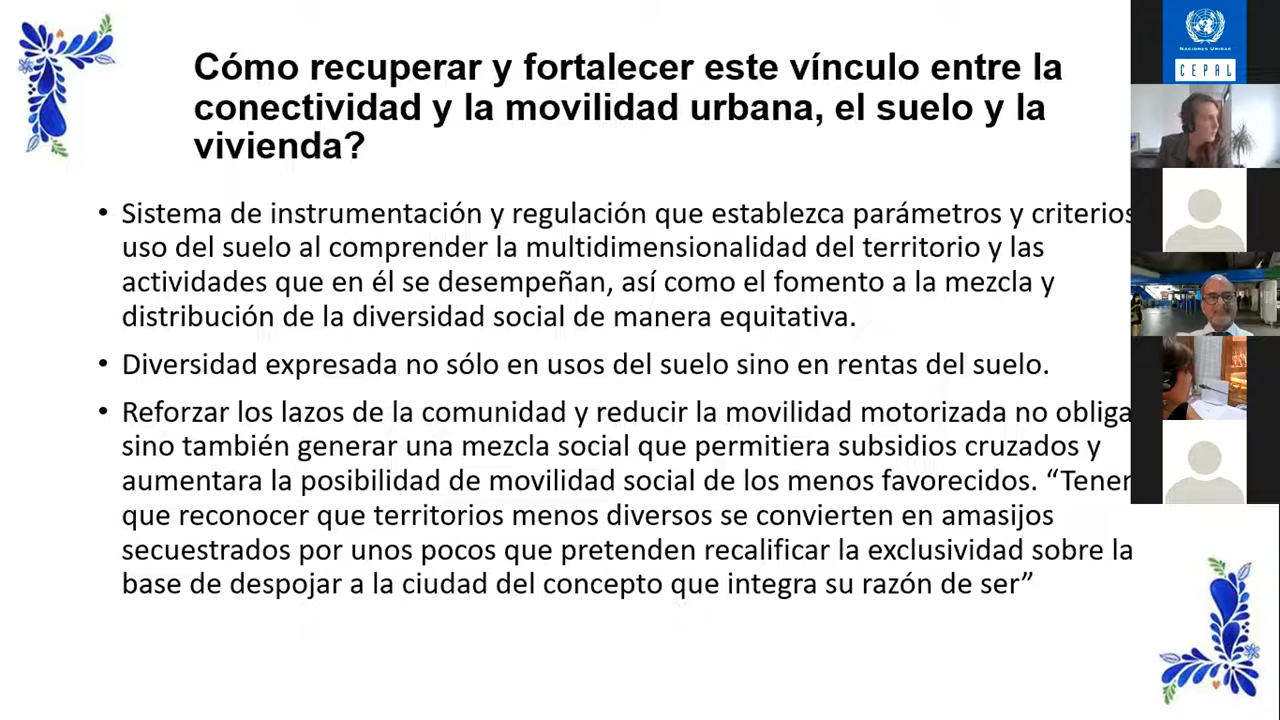 Cómo recuperar y fortalecer este vínculo entre la
conectividad y la movilidad urbana, el suelo y la
vivienda?
• Sistema de instrumentación y regulación que establezca parámetros y criterios
uso del suelo al comprender la multidimensionalidad del territorio y las
actividades que en él se desempeñan, así como el fomento a la mezcla y
distribución de la diversidad social de manera equitativa.
• Diversidad expresada no sólo en usos del suelo sino en rentas del suelo.
• Reforzar los lazos de la comunidad y reducir la movilidad motorizada no obliga
sino también generar una mezcla social que permitiera subsidios cruzados y
aumentara la posibilidad de movilidad social de los menos favorecidos. “Tenen
que reconocer que territorios menos diversos se convierten en amasijos
secuestrados por unos pocos que pretenden recalificar la exclusividad sobre la
base de despojar a la ciudad del concepto que integra su razón de ser”
NACIONES UNIDAS
CEPAL